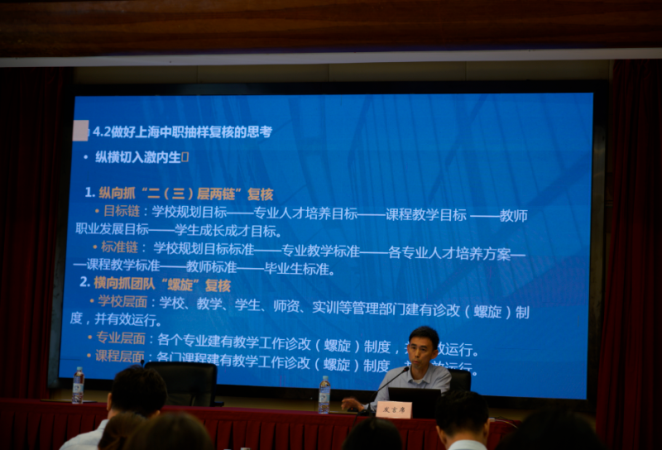 4.2做好上海中职抽样复核的思考
• 纵横切入激内生
1. 纵向抓“二（三）层两链”复核
• 目标链：学校规划目标——专业人才培养目标——课程教学目标 ——教师
职业发展目标——学生成长成才目标。
• 标准链： 学校规划目标标准——专业教学标准——各专业人才培养方案—
—课程教学标准——教师标准——毕业生标准。
2. 横向抓团队“螺旋”复核
• 学校层面：学校、教学、学生、师资、实训等管理部门建有诊改（螺旋）制
度，并有效运行。
• 专业层面：各个专业建有教学工作诊改（螺旋）制度，并有效运行。
• 课程层面：各门课程建有教学工作诊改（螺旋）制度，有效运行。
发言席